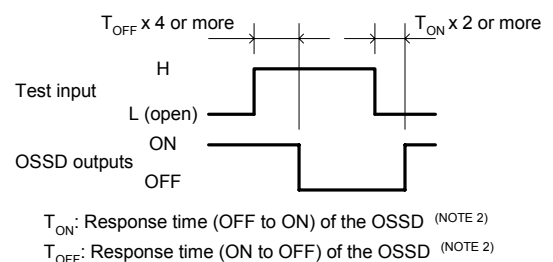 T_OFF x 4 or more T_ON x 2 or more
H
Test input
L (open)
ON
OSSD outputs
OFF
T_ON: Response time (OFF to ON) of the OSSD (NOTE 2)
T_OFF: Response time (ON to OFF) of the OSSD (NOTE 2)